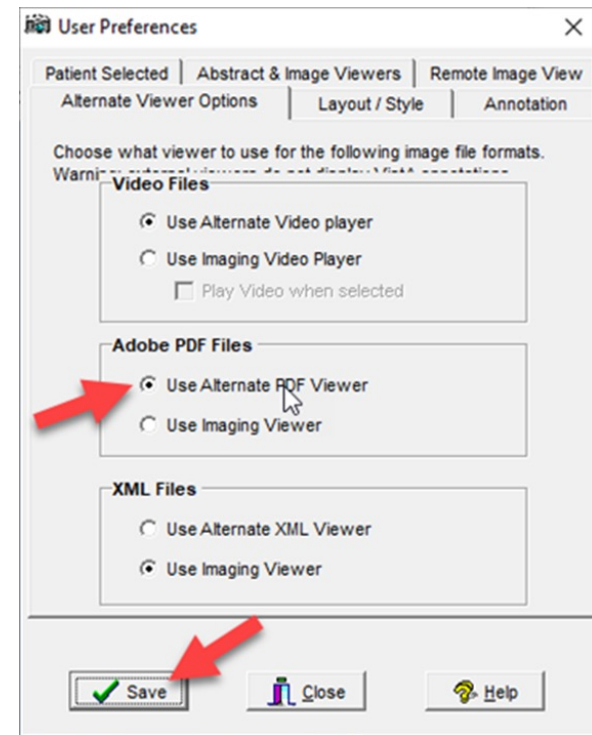 User Preferences
Patient Selected
Abstract & Image Viewers
Remote Image View
Alternate Viewer Options
Layout / Style
Annotation
Choose what viewer to use for the following image file formats.
Video Files
Use Alternate Video player
Use Imaging Video Player
Play Video when selected
Adobe PDF Files
Use Alternate PDF Viewer
Use Imaging Viewer
XML Files
Use Alternate XML Viewer
Use Imaging Viewer
Save
Close
Help